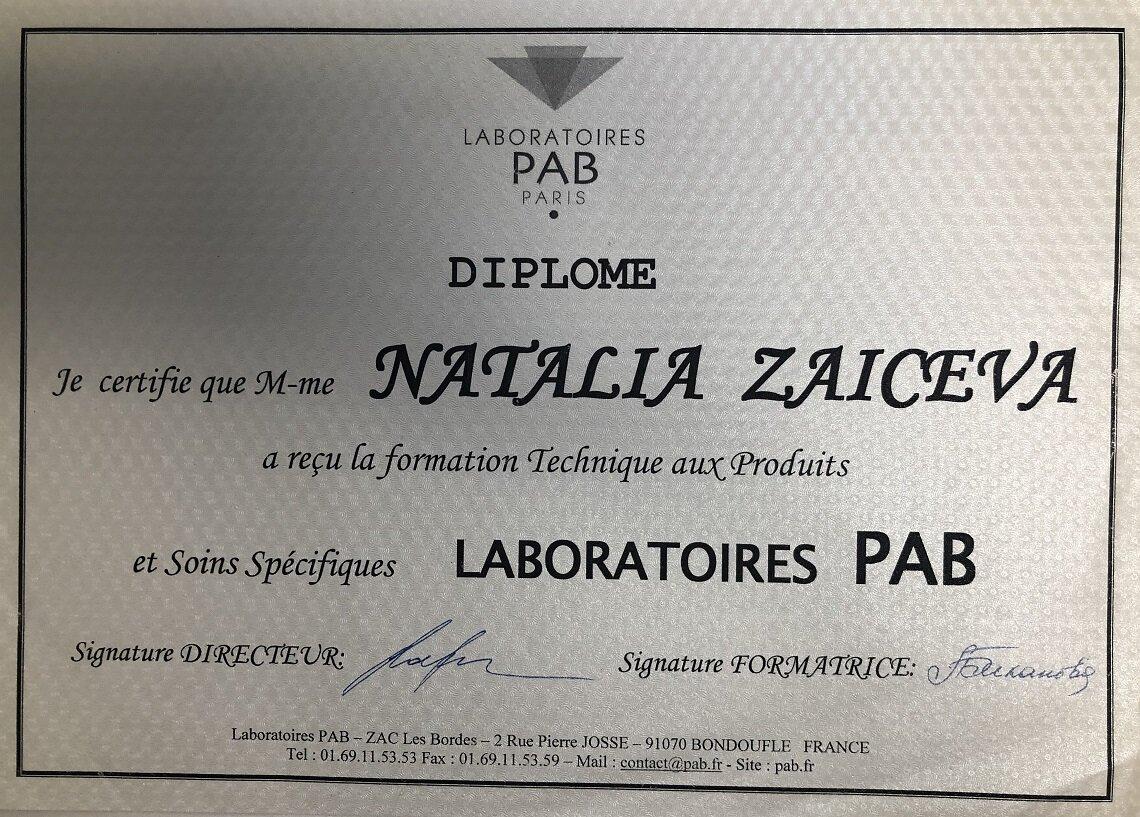 LABORATOIRES
PAB
PARIS
DIPLOME
Je certifie que M-me NATALIA ZAICEVA
a reçu la formation Technique aux Produits
et Soins Spécifiques LABORATOIRES PAB
Signature DIRECTEUR: Signature FORMATRICE:
Laboratoires PAB – ZAC Les Bordes – 2 Rue Pierre JOSSE – 91070 BONDOUFLE FRANCE
Tel : 01.69.11.53.53 Fax : 01.69.11.53.59 – Mail : contact@pab.fr - Site : pab.fr